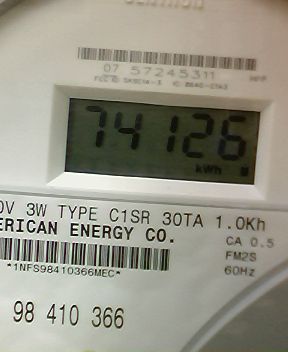 CENTRON
07 57245311
74126
kWh
0V 3W TYPE C1SR 30TA 1.0Kh
ERICAN ENERGY CO.
CA 0.5
FM2S
60Hz
*1NFS98410366MEC*
98 410 366